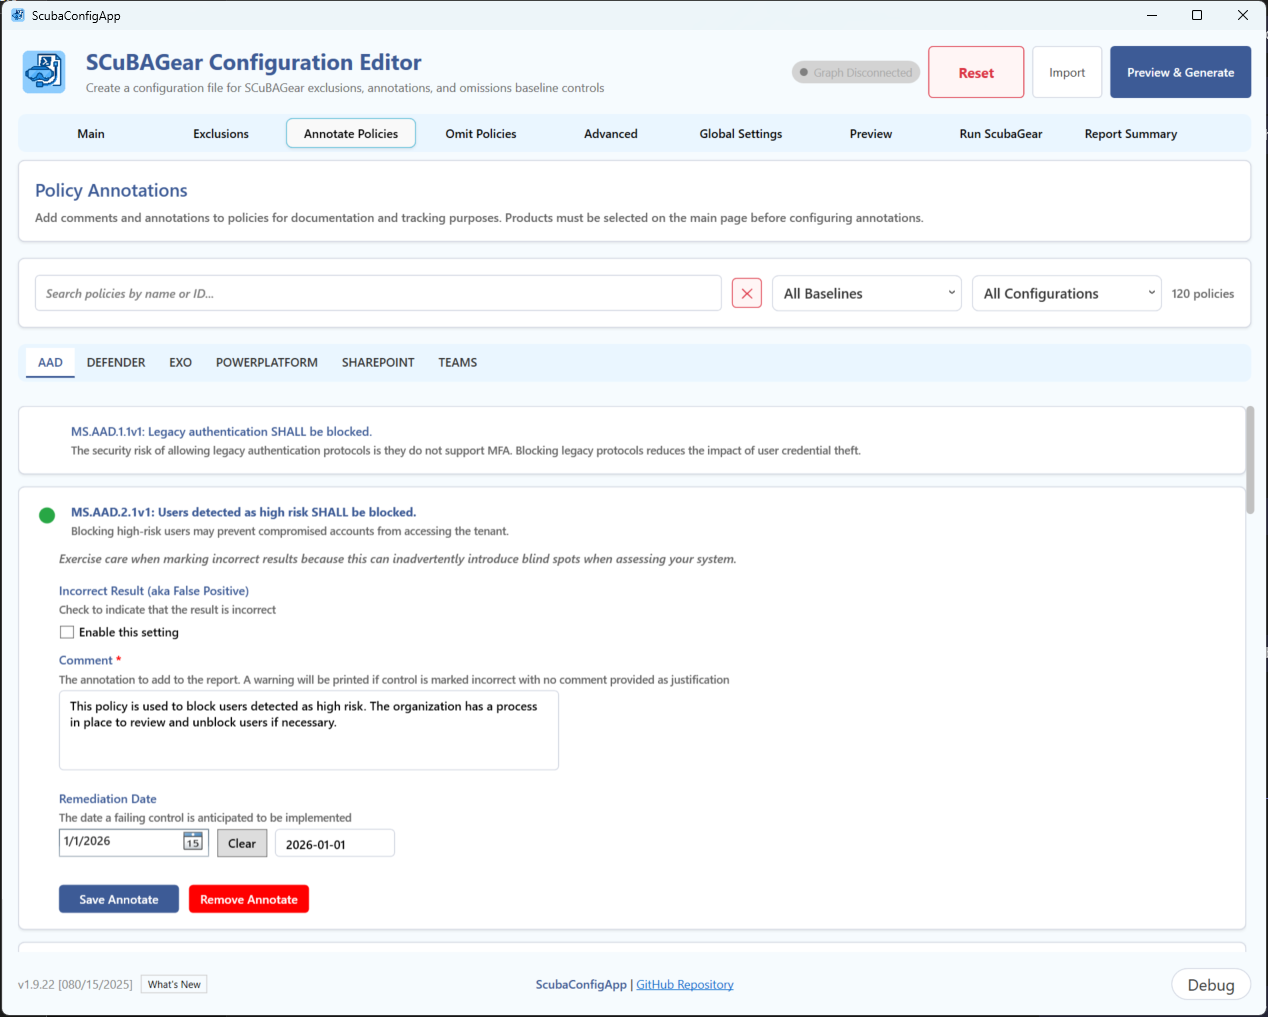 ScubaConfigApp
SCuBAGear Configuration Editor
Create a configuration file for SCuBAGear exclusions, annotations, and omissions baseline controls
Graph Disconnected
Reset
Import
Preview & Generate
Main
Exclusions
Annotate Policies
Omit Policies
Advanced
Global Settings
Preview
Run ScubaGear
Report Summary
Policy Annotations
Add comments and annotations to policies for documentation and tracking purposes. Products must be selected on the main page before configuring annotations.
Search policies by name or ID...
All Baselines
All Configurations
120 policies
AAD
DEFENDER
EXO
POWERPLATFORM
SHAREPOINT
TEAMS
MS.AAD.1.1v1: Legacy authentication SHALL be blocked.
The security risk of allowing legacy authentication protocols is they do not support MFA. Blocking legacy protocols reduces the impact of user credential theft.
MS.AAD.2.1v1: Users detected as high risk SHALL be blocked.
Blocking high-risk users may prevent compromised accounts from accessing the tenant.
Exercise care when marking incorrect results because this can inadvertently introduce blind spots when assessing your system.
Incorrect Result (aka False Positive)
Check to indicate that the result is incorrect
Enable this setting
Comment *
The annotation to add to the report. A warning will be printed if control is marked incorrect with no comment provided as justification
This policy is used to block users detected as high risk. The organization has a process
in place to review and unblock users if necessary.
Remediation Date
The date a failing control is anticipated to be implemented
1/1/2026
15
Clear
2026-01-01
Save Annotate
Remove Annotate
v1.9.22 [080/15/2025]
What's New
ScubaConfigApp | GitHub Repository
Debug